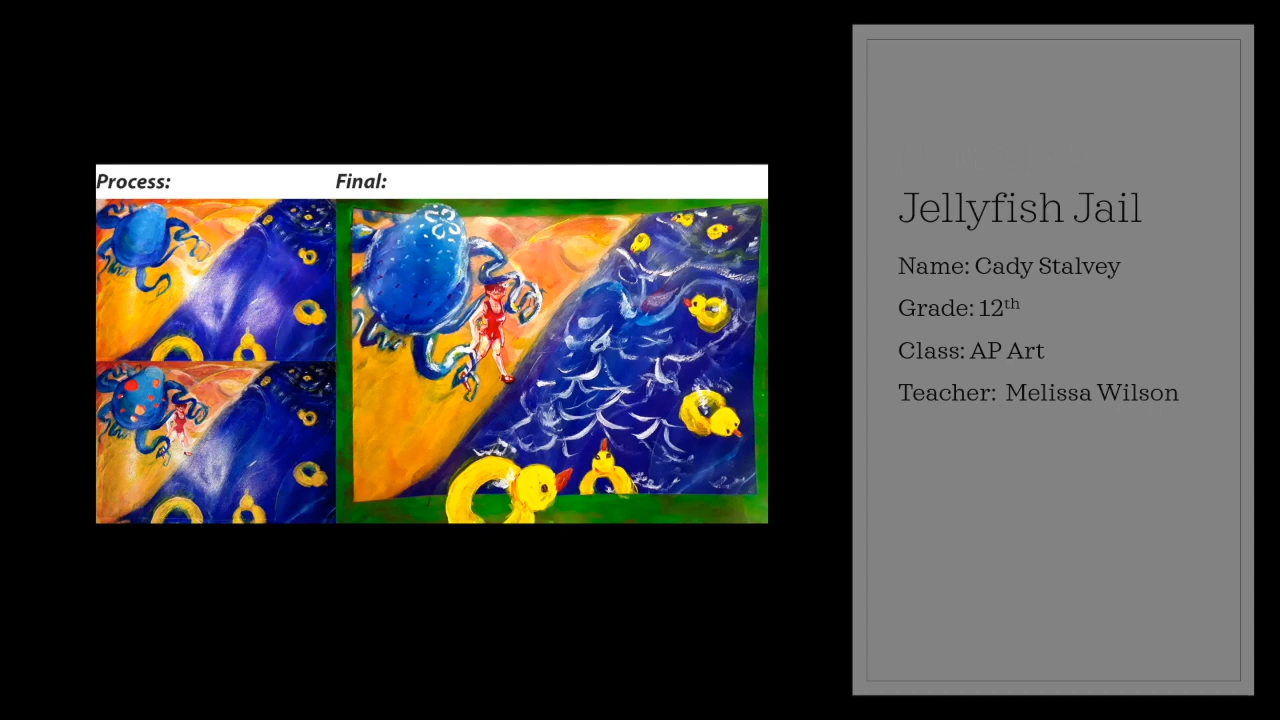 Process:
Final:
Jellyfish Jail
Name: Cady Stalvey
Grade: 12th
Class: AP Art
Teacher: Melissa Wilson